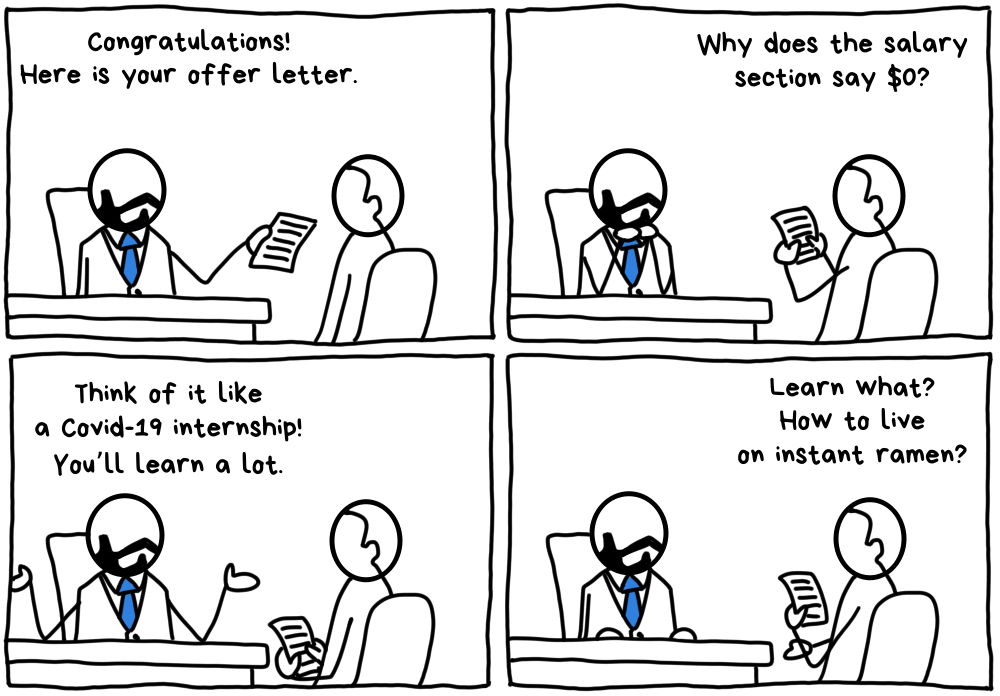 Congratulations!
Here is your offer letter.
Why does the salary
section say $0?
Think of it like
a Covid-19 internship!
You'll learn a lot.
Learn what?
How to live
on instant ramen?